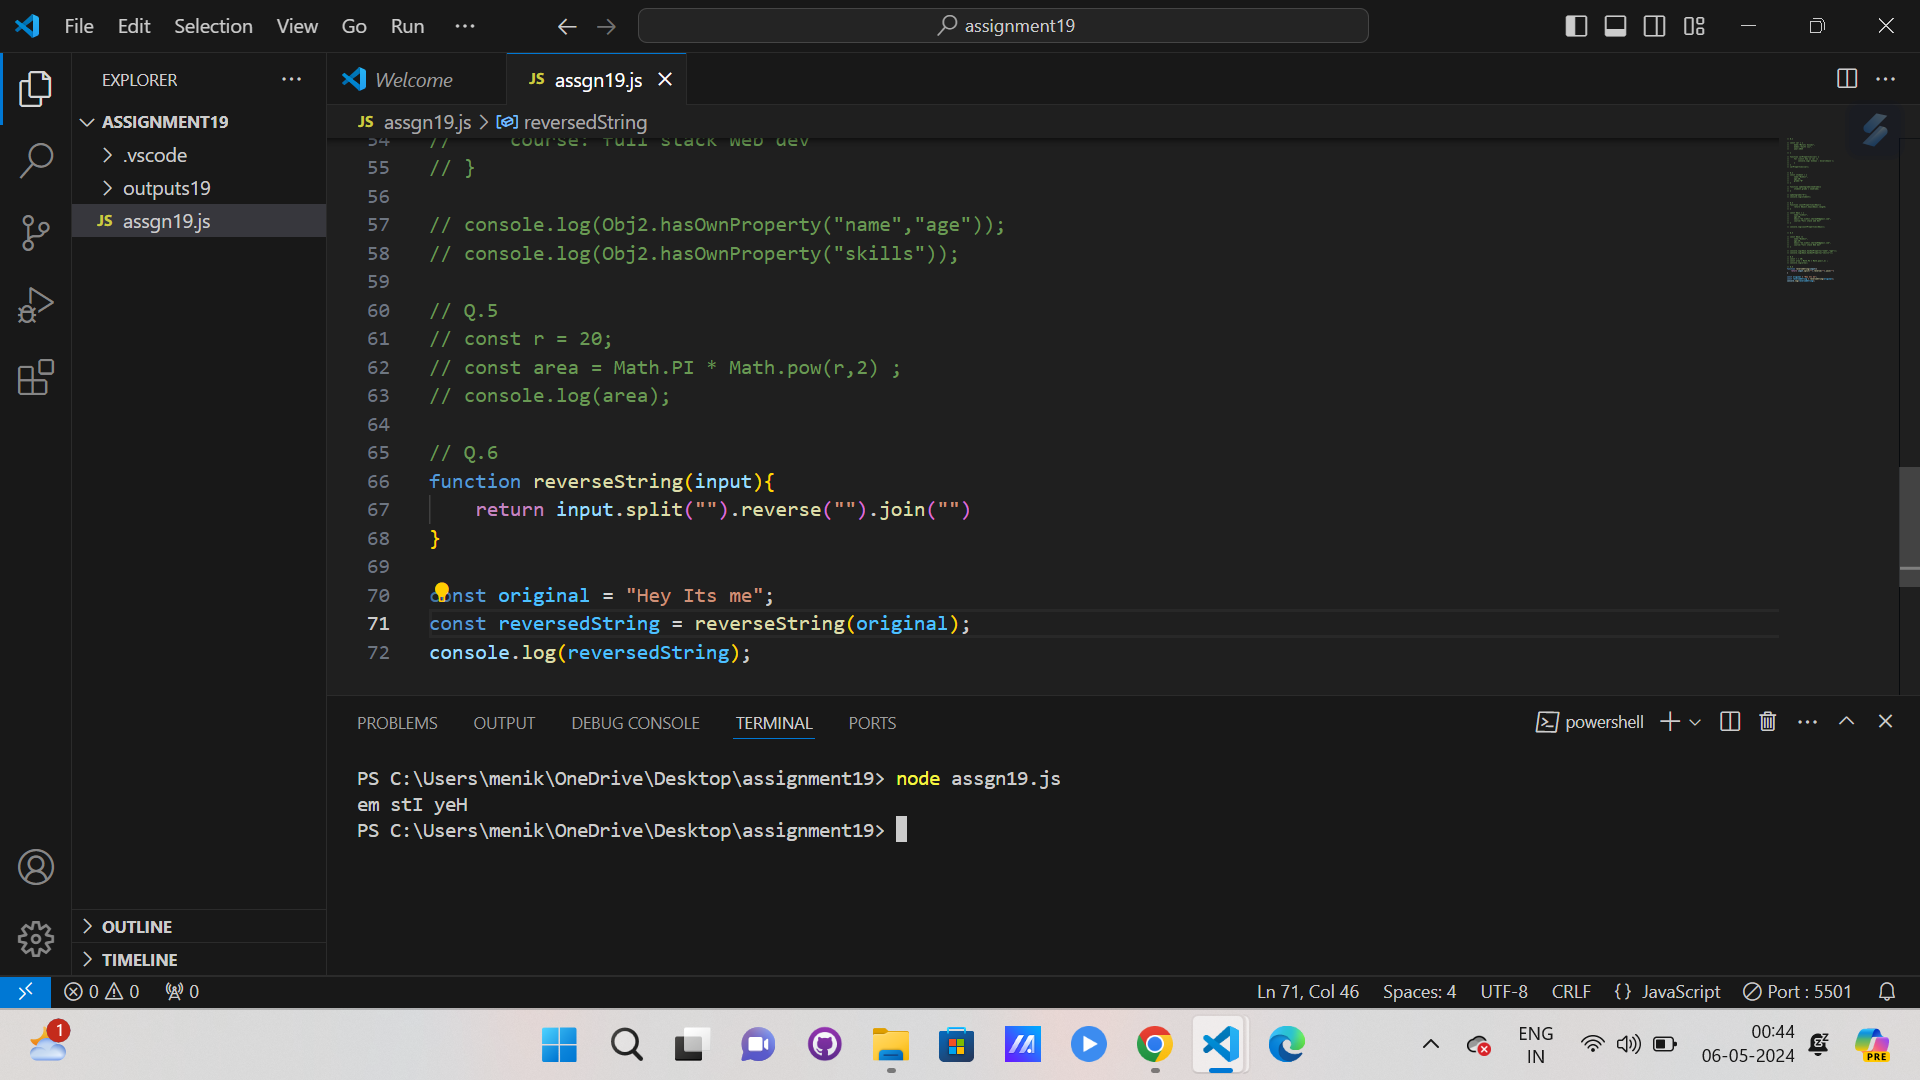 File Edit Selection View Go Run ...
assignment19
EXPLORER
ASSIGNMENT19
.vscode
outputs19
JS assgn19.js
OUTLINE
TIMELINE
Welcome
JS assgn19.js
JS assgn19.js > reversedString
54 // course: full stack web dev
55 // }
56
57 // console.log(Obj2.hasOwnProperty("name","age"));
58 // console.log(Obj2.hasOwnProperty("skills"));
59
60 // Q.5
61 // const r = 20;
62 // const area = Math.PI * Math.pow(r,2) ;
63 // console.log(area);
64
65 // Q.6
66 function reverseString(input){
67 return input.split("").reverse("").join("")
68 }
69
70 const original = "Hey Its me";
71 const reversedString = reverseString(original);
72 console.log(reversedString);
PROBLEMS OUTPUT DEBUG CONSOLE TERMINAL PORTS
powershell
PS C:\Users\menik\OneDrive\Desktop\assignment19> node assgn19.js
em stI yeH
PS C:\Users\menik\OneDrive\Desktop\assignment19>
0 0 0
Ln 71, Col 46 Spaces: 4 UTF-8 CRLF {} JavaScript Port : 5501
1
ENG
IN
00:44
06-05-2024
PRE